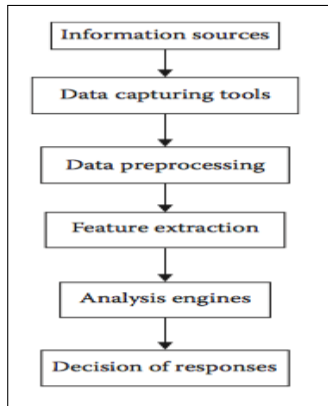 Information sources
Data capturing tools
Data preprocessing
Feature extraction
Analysis engines
Decision of responses